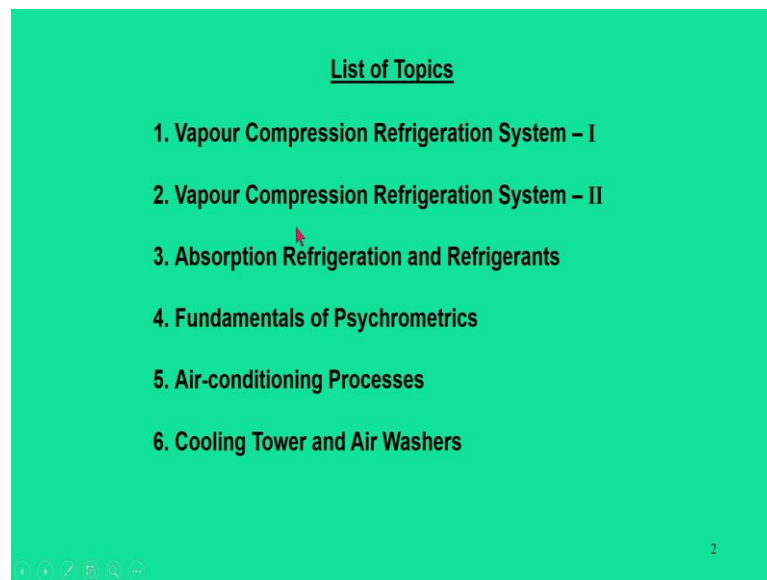 List of Topics
1. Vapour Compression Refrigeration System – I
2. Vapour Compression Refrigeration System – II
3. Absorption Refrigeration and Refrigerants
4. Fundamentals of Psychrometrics
5. Air-conditioning Processes
6. Cooling Tower and Air Washers
2